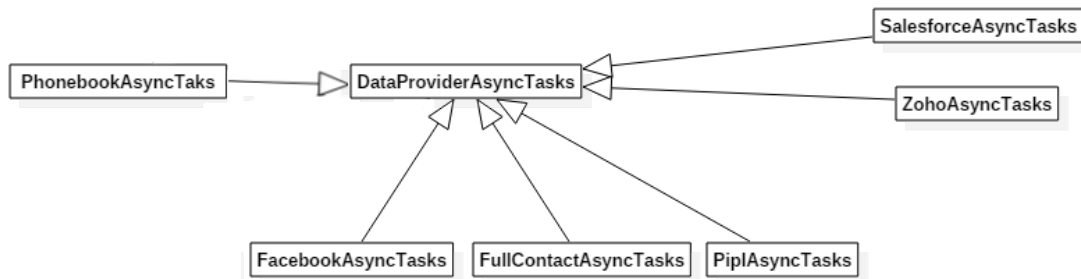 SalesforceAsyncTasks
PhonebookAsyncTaks
DataProviderAsyncTasks
ZohoAsyncTasks
FacebookAsyncTasks
FullContactAsyncTasks
PiplAsyncTasks